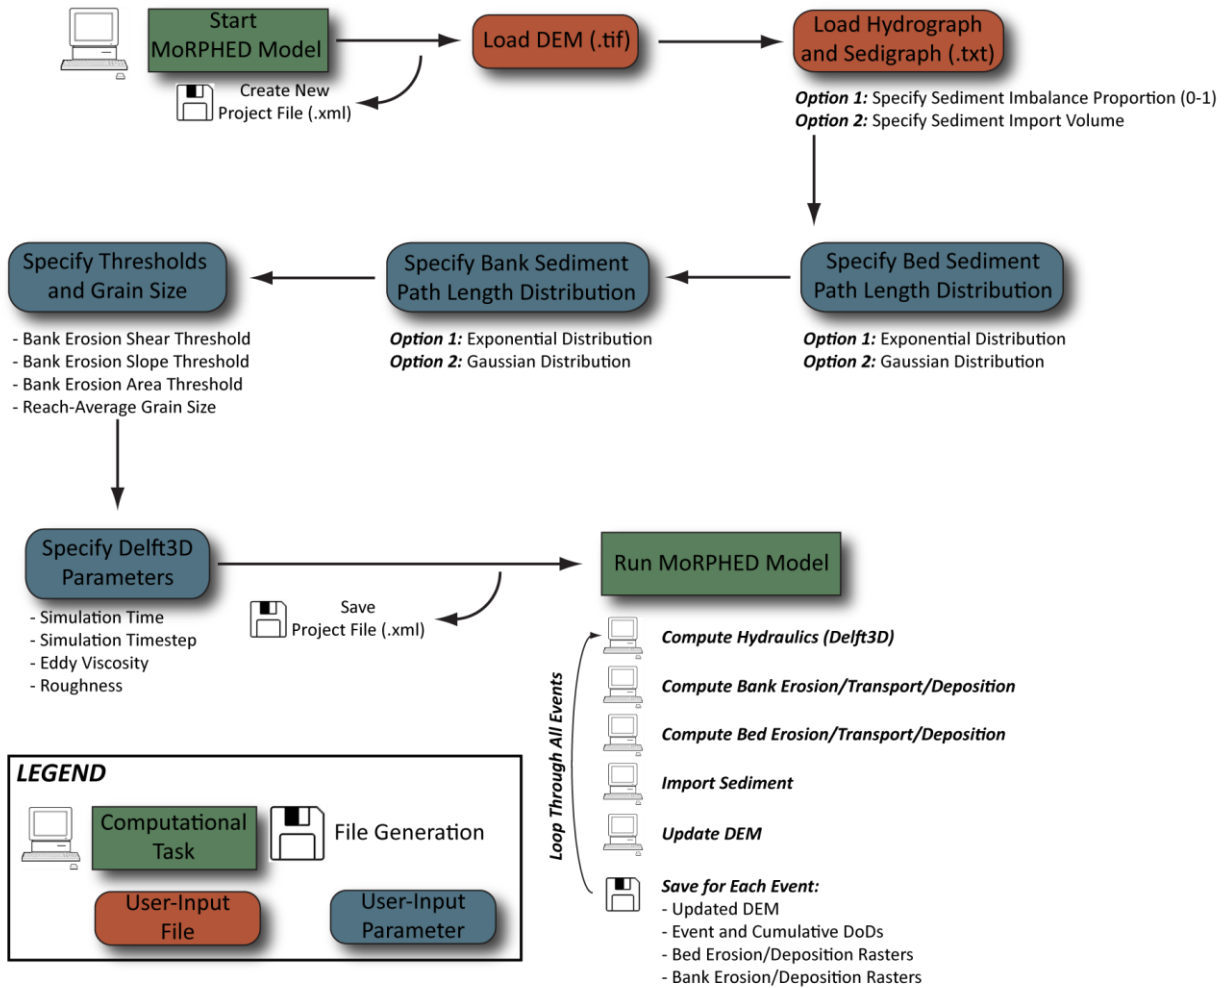 Start
MoRPHED Model
Load DEM (.tif)
Load Hydrograph
and Sedigraph (.txt)
Create New
Project File (.xml)
Option 1: Specify Sediment Imbalance Proportion (0-1)
Option 2: Specify Sediment Import Volume
Specify Thresholds
and Grain Size
Specify Bank Sediment
Path Length Distribution
Specify Bed Sediment
Path Length Distribution
- Bank Erosion Shear Threshold
- Bank Erosion Slope Threshold
- Bank Erosion Area Threshold
- Reach-Average Grain Size
Option 1: Exponential Distribution
Option 2: Gaussian Distribution
Option 1: Exponential Distribution
Option 2: Gaussian Distribution
Specify Delft3D
Parameters
Run MoRPHED Model
- Simulation Time
- Simulation Timestep
- Eddy Viscosity
- Roughness
Save
Project File (.xml)
Loop Through All Events
Compute Hydraulics (Delft3D)
Compute Bank Erosion/Transport/Deposition
Compute Bed Erosion/Transport/Deposition
Import Sediment
Update DEM
Save for Each Event:
- Updated DEM
- Event and Cumulative DoDs
- Bed Erosion/Deposition Rasters
- Bank Erosion/Deposition Rasters
LEGEND
Computational
Task
File Generation
User-Input
File
User-Input
Parameter